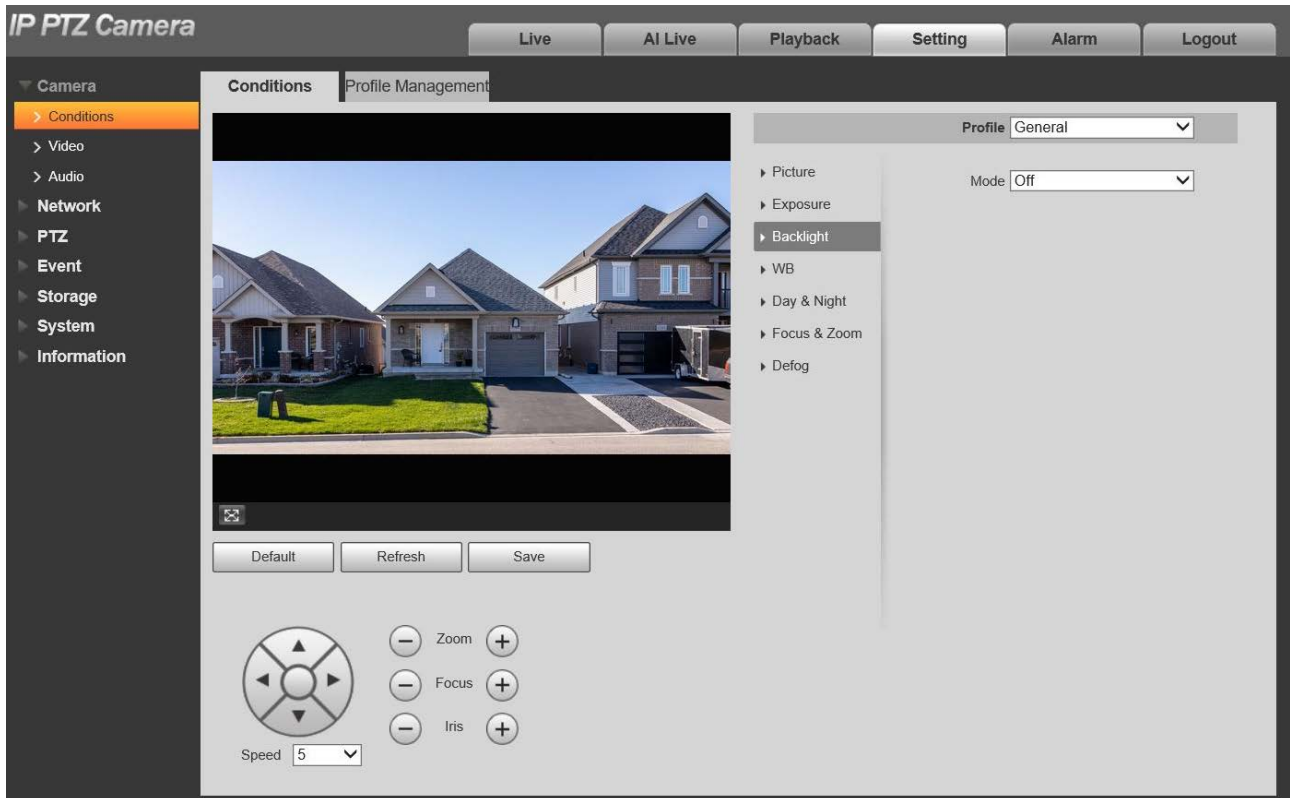 IP PTZ Camera
Live
AI Live
Playback
Setting
Alarm
Logout
Camera
Conditions
Video
Audio
Network
PTZ
Event
Storage
System
Information
Conditions
Profile Management
Profile General
Picture
Exposure
Backlight
WB
Day & Night
Focus & Zoom
Defog
Mode Off
Default
Refresh
Save
Zoom
Focus
Iris
Speed 5